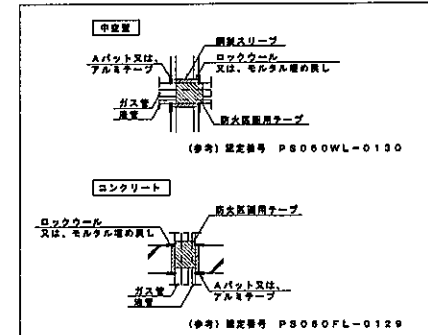 中空壁
鋼製スリーブ
Aパット又は、
アルミテープ
ロックウール
又は、モルタル埋め戻し
ガス管
液管
防火区画用テープ
(参考) 認定番号 PS060WL-0130
コンクリート
ロックウール
又は、モルタル埋め戻し
防火区画用テープ
ガス管
液管
Aパット又は、
アルミテープ
(参考) 認定番号 PS060FL-0129